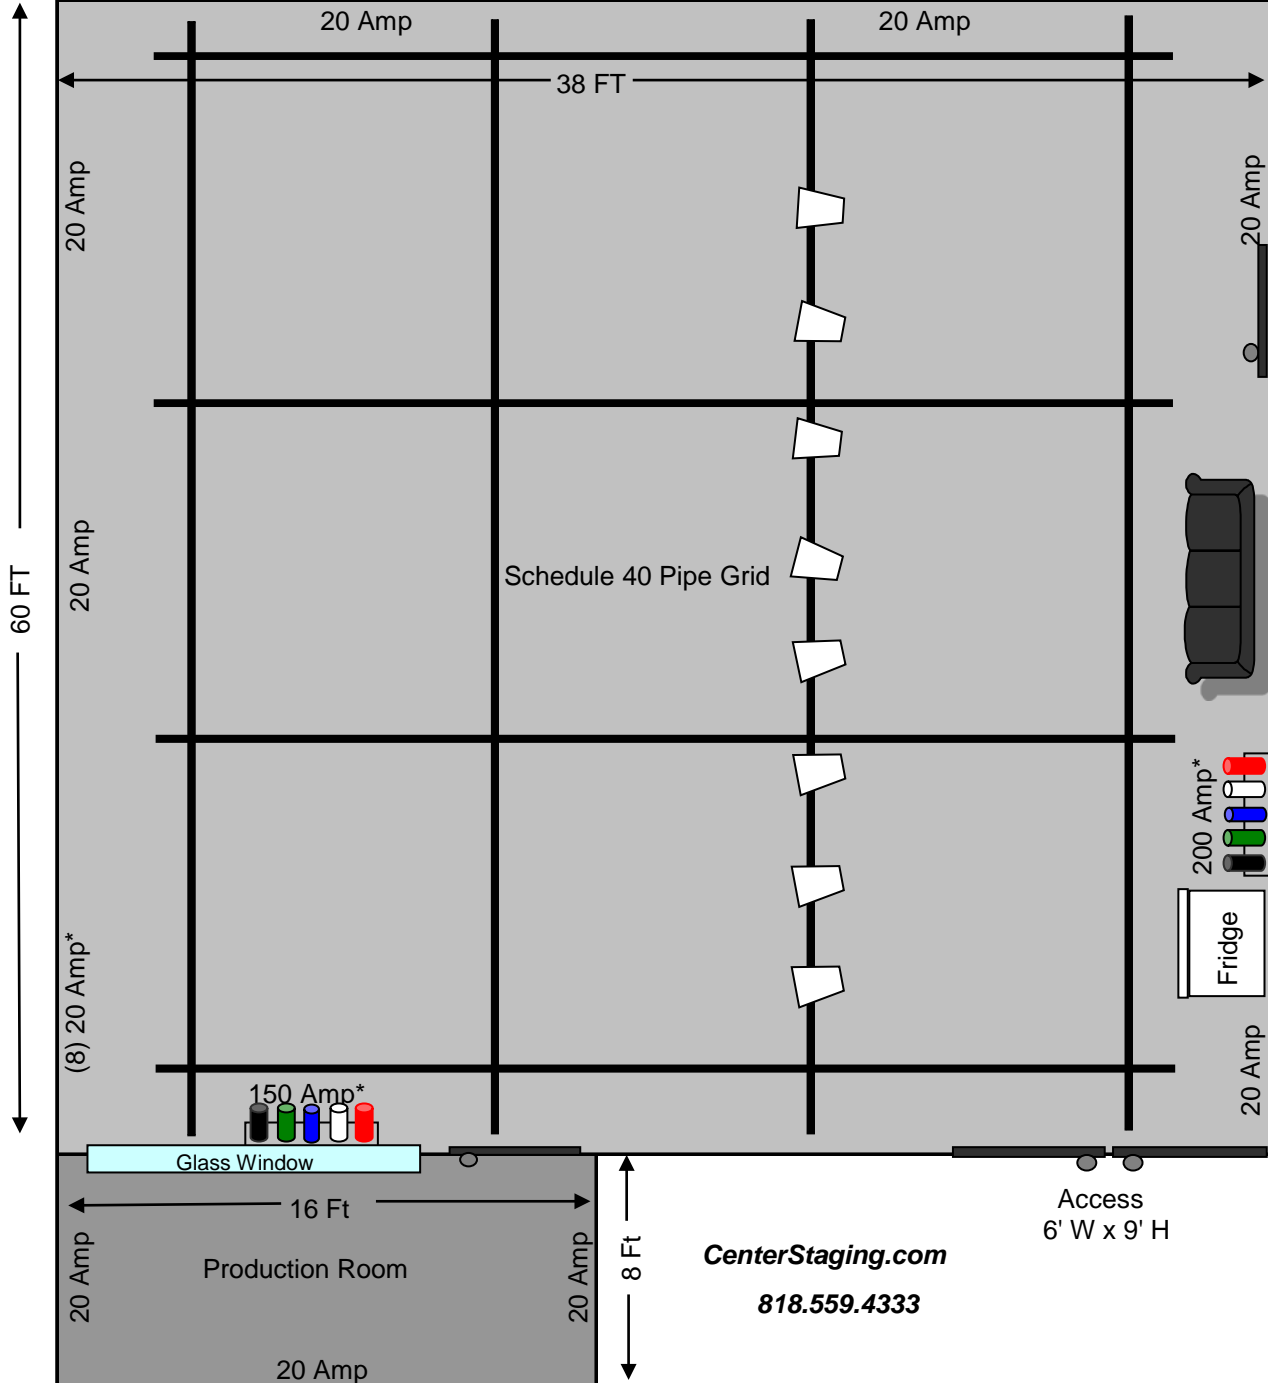 20 Amp
20 Amp
38 FT
20 Amp
20 Amp
60 FT
20 Amp
Schedule 40 Pipe Grid
200 Amp*
Fridge
(8) 20 Amp*
20 Amp
150 Amp*
Glass Window
16 Ft
Access
6' W x 9' H
20 Amp
Production Room
20 Amp
8 Ft
CenterStaging.com
818.559.4333
20 Amp